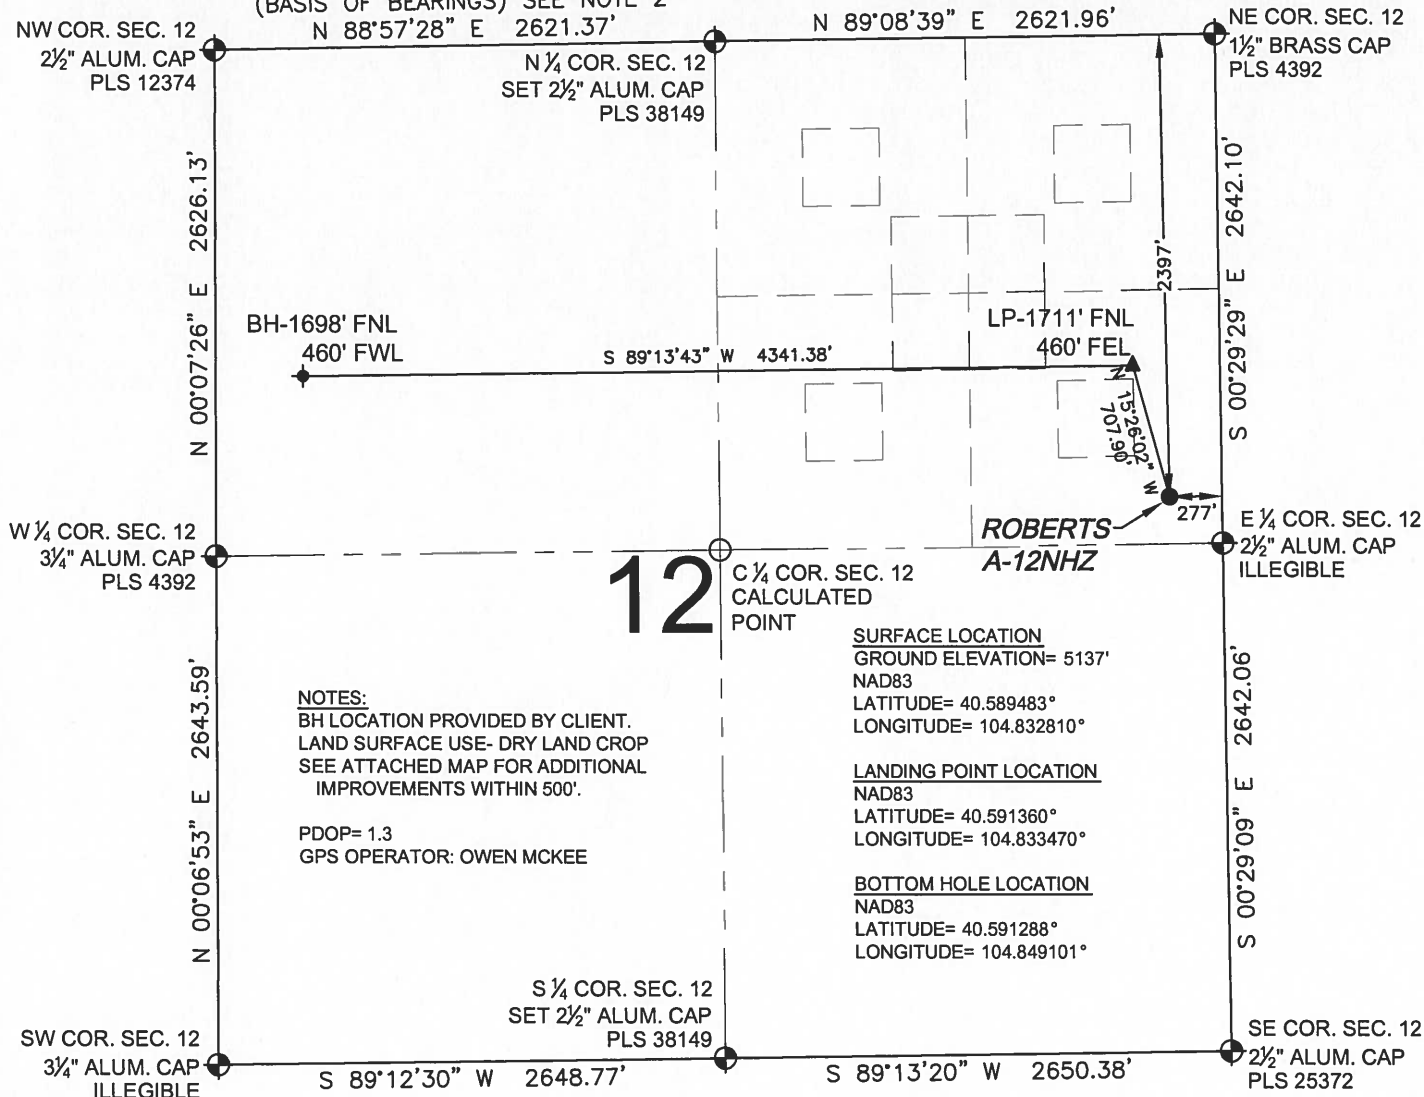 (BASIS OF BEARINGS) SEE NOTE 2
N 88°57'28" E 2621.37'
N 89°08'39" E 2621.96'
NW COR. SEC. 12
2½" ALUM. CAP
PLS 12374
N ¼ COR. SEC. 12
SET 2½" ALUM. CAP
PLS 38149
NE COR. SEC. 12
1½" BRASS CAP
PLS 4392
N 00°07'26" E 2626.13'
S 00°29'29" E 2642.10'
2397'
BH-1698' FNL
460' FWL
S 89°13'43" W 4341.38'
LP-1711' FNL
460' FEL
N 15°26'02" W
707.90'
277'
ROBERTS
A-12NHZ
W ¼ COR. SEC. 12
3¼" ALUM. CAP
PLS 4392
E ¼ COR. SEC. 12
2½" ALUM. CAP
ILLEGIBLE
12
C ¼ COR. SEC. 12
CALCULATED
POINT
N 00°06'53" E 2643.59'
S 00°29'09" E 2642.06'
NOTES:
BH LOCATION PROVIDED BY CLIENT.
LAND SURFACE USE- DRY LAND CROP
SEE ATTACHED MAP FOR ADDITIONAL
IMPROVEMENTS WITHIN 500'.
PDOP= 1.3
GPS OPERATOR: OWEN MCKEE
SURFACE LOCATION
GROUND ELEVATION= 5137'
NAD83
LATITUDE= 40.589483°
LONGITUDE= 104.832810°
LANDING POINT LOCATION
NAD83
LATITUDE= 40.591360°
LONGITUDE= 104.833470°
BOTTOM HOLE LOCATION
NAD83
LATITUDE= 40.591288°
LONGITUDE= 104.849101°
SW COR. SEC. 12
3¼" ALUM. CAP
ILLEGIBLE
S ¼ COR. SEC. 12
SET 2½" ALUM. CAP
PLS 38149
SE COR. SEC. 12
2½" ALUM. CAP
PLS 25372
S 89°12'30" W 2648.77'
S 89°13'20" W 2650.38'